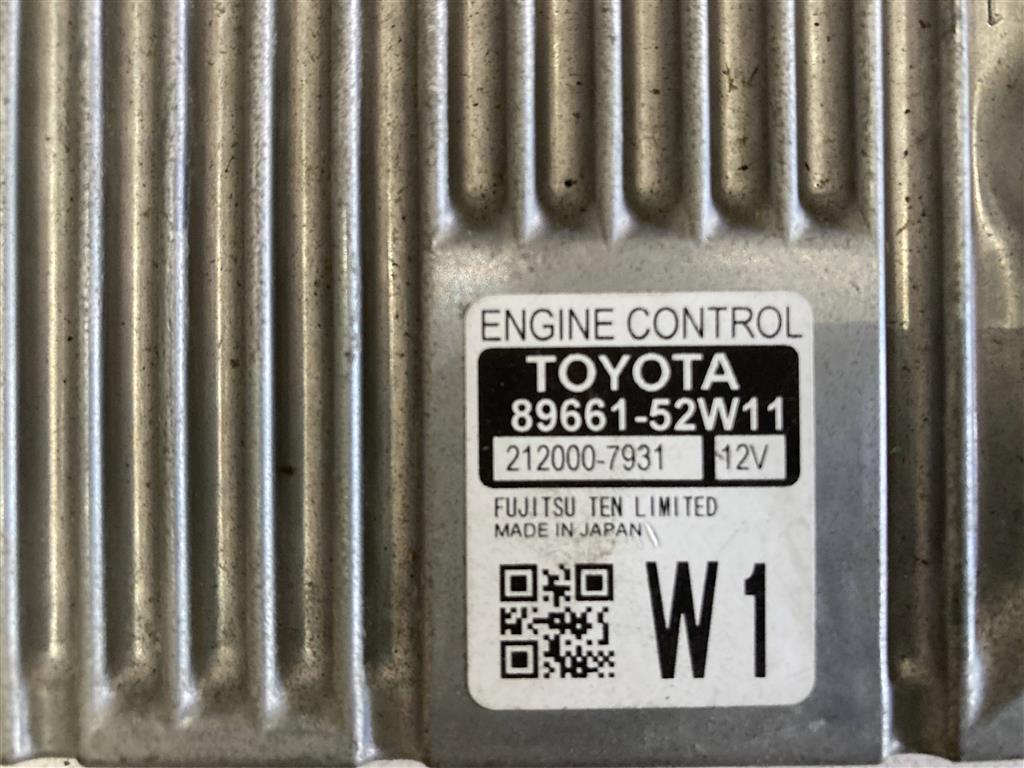 ENGINE CONTROL
TOYOTA
89661-52W11
212000-7931 12V
FUJITSU TEN LIMITED
MADE IN JAPAN
W1